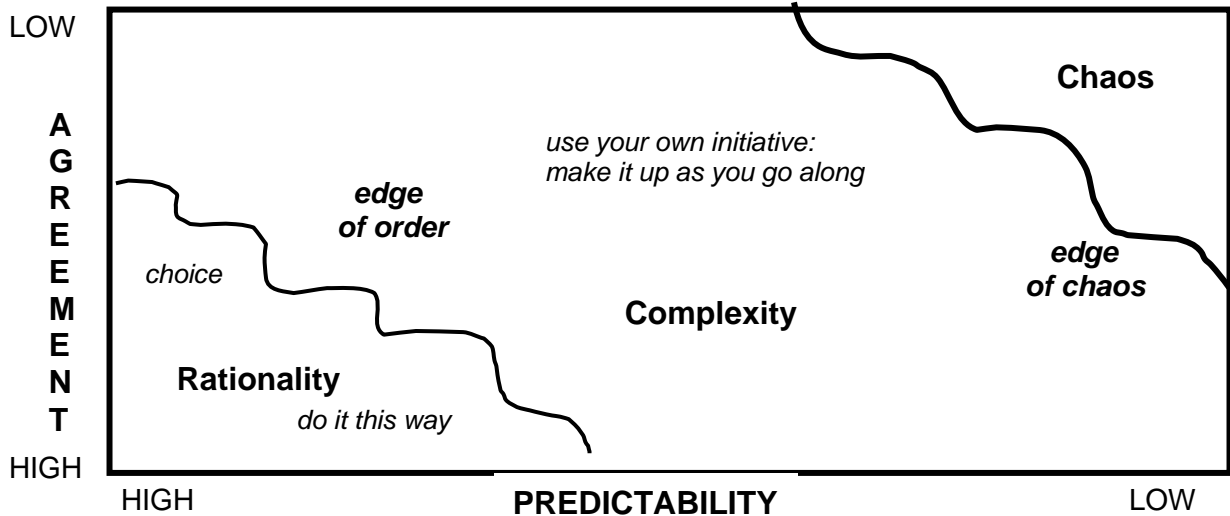 LOW
Chaos
A
G
R
E
E
M
E
N
T
use your own initiative:
make it up as you go along
edge
of order
edge
of chaos
choice
Complexity
Rationality
do it this way
HIGH
HIGH
PREDICTABILITY
LOW